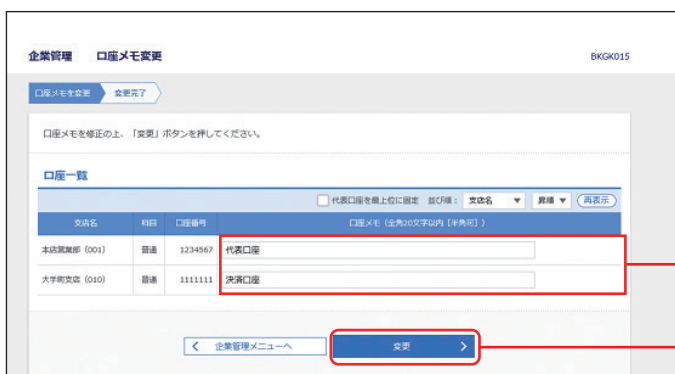 企業管理 口座メモ変更 BKGK015
口座メモを変更 変更完了
口座メモを修正の上、「変更」ボタンを押してください。
口座一覧
代表口座を最上位に固定 並び順： 支店名 ▼ 昇順 ▼ 再表示
支店名 科目 口座番号 口座メモ（全角20文字以内［半角可］）
本店営業部（001） 普通 1234567 代表口座
大手町支店（010） 普通 1111111 決済口座
企業管理メニューへ 変更